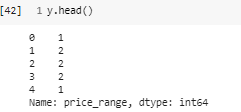 [42] 1 y.head()
0 1
1 2
2 2
3 2
4 1
Name: price_range, dtype: int64